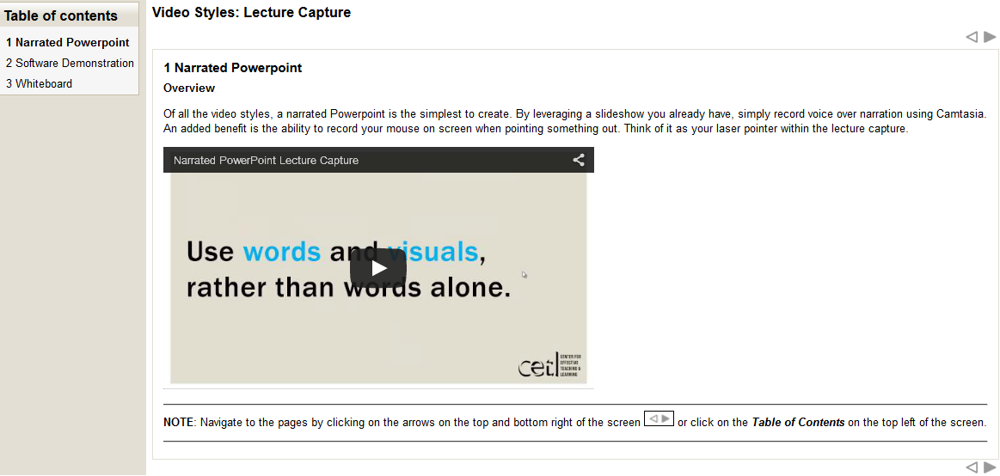 Table of contents
1 Narrated Powerpoint
2 Software Demonstration
3 Whiteboard
Video Styles: Lecture Capture
1 Narrated Powerpoint
Overview
Of all the video styles, a narrated Powerpoint is the simplest to create. By leveraging a slideshow you already have, simply record voice over narration using Camtasia.
An added benefit is the ability to record your mouse on screen when pointing something out. Think of it as your laser pointer within the lecture capture.
Narrated PowerPoint Lecture Capture
Use words and visuals,
rather than words alone.
cetl
CENTER FOR
EFFECTIVE
TEACHING &
LEARNING
NOTE: Navigate to the pages by clicking on the arrows on the top and bottom right of the screen or click on the Table of Contents on the top left of the screen.